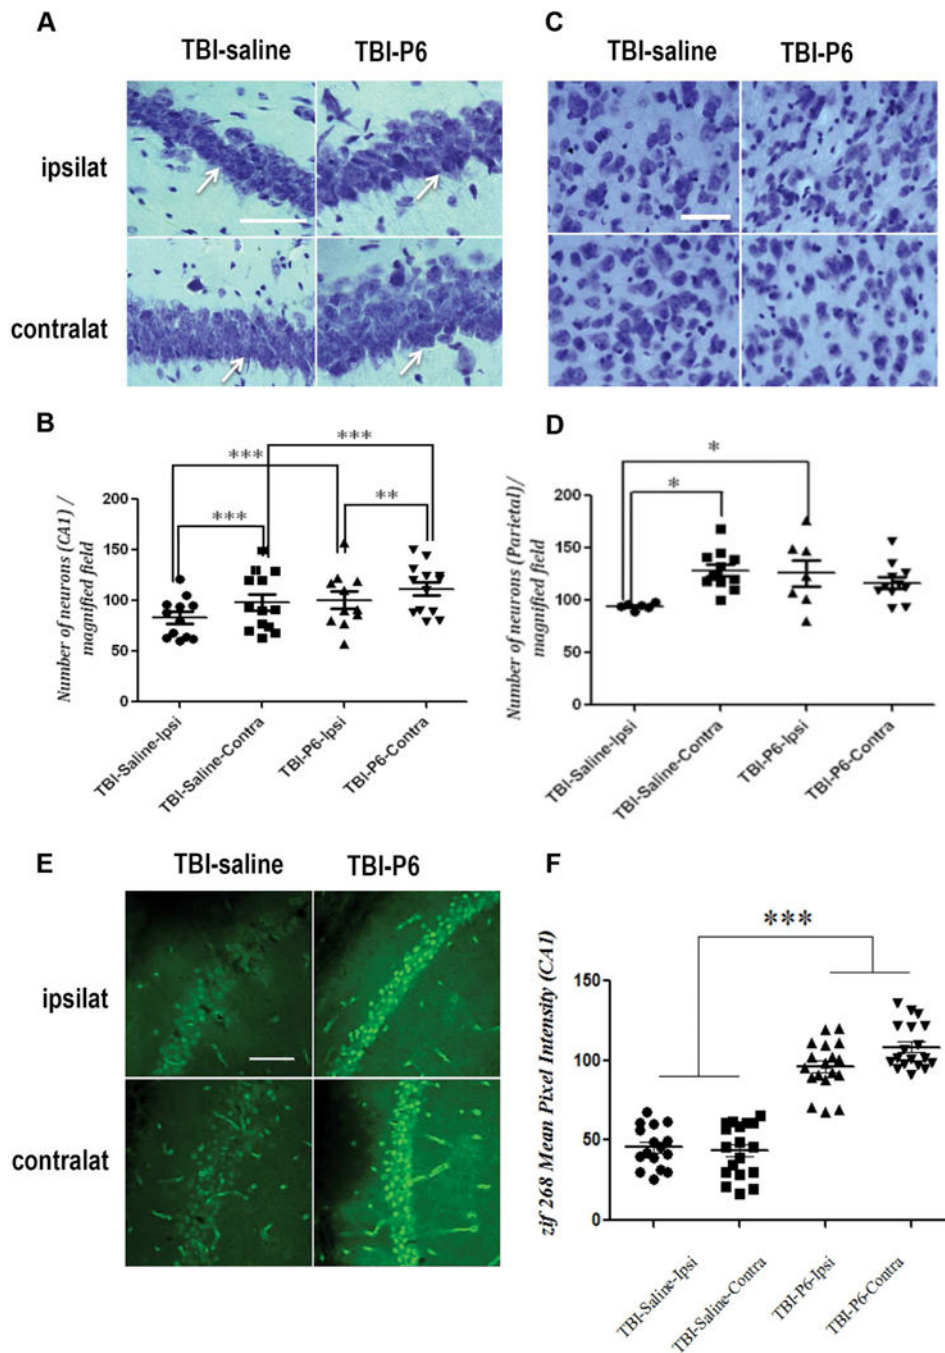 A
TBI-saline
TBI-P6
ipsilat
contralat
C
TBI-saline
TBI-P6
B
Number of neurons (CA1) /
magnified field
200
150
100
50
0
***
***
***
**
TBI-Saline-Ipsi
TBI-Saline-Contra
TBI-P6-Ipsi
TBI-P6-Contra
D
Number of neurons (Parietal)/
magnified field
200
150
100
50
0
*
*
TBI-Saline-Ipsi
TBI-Saline-Contra
TBI-P6-Ipsi
TBI-P6-Contra
E
TBI-saline
TBI-P6
ipsilat
contralat
F
zif 268 Mean Pixel Intensity (CA1)
150
100
50
0
***
TBI-Saline-Ipsi
TBI-Saline-Contra
TBI-P6-Ipsi
TBI-P6-Contra